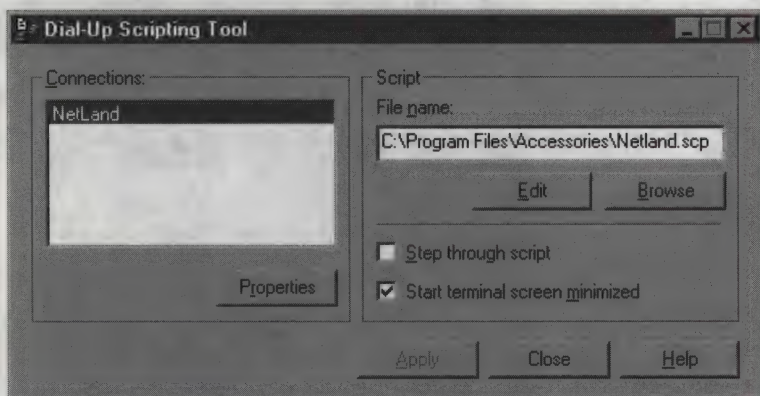 Dial-Up Scripting Tool
Connections:
NetLand
Properties
Script
File name:
C:\Program Files\Accessories\Netland.scp
Edit
Browse
Step through script
Start terminal screen minimized
Apply
Close
Help